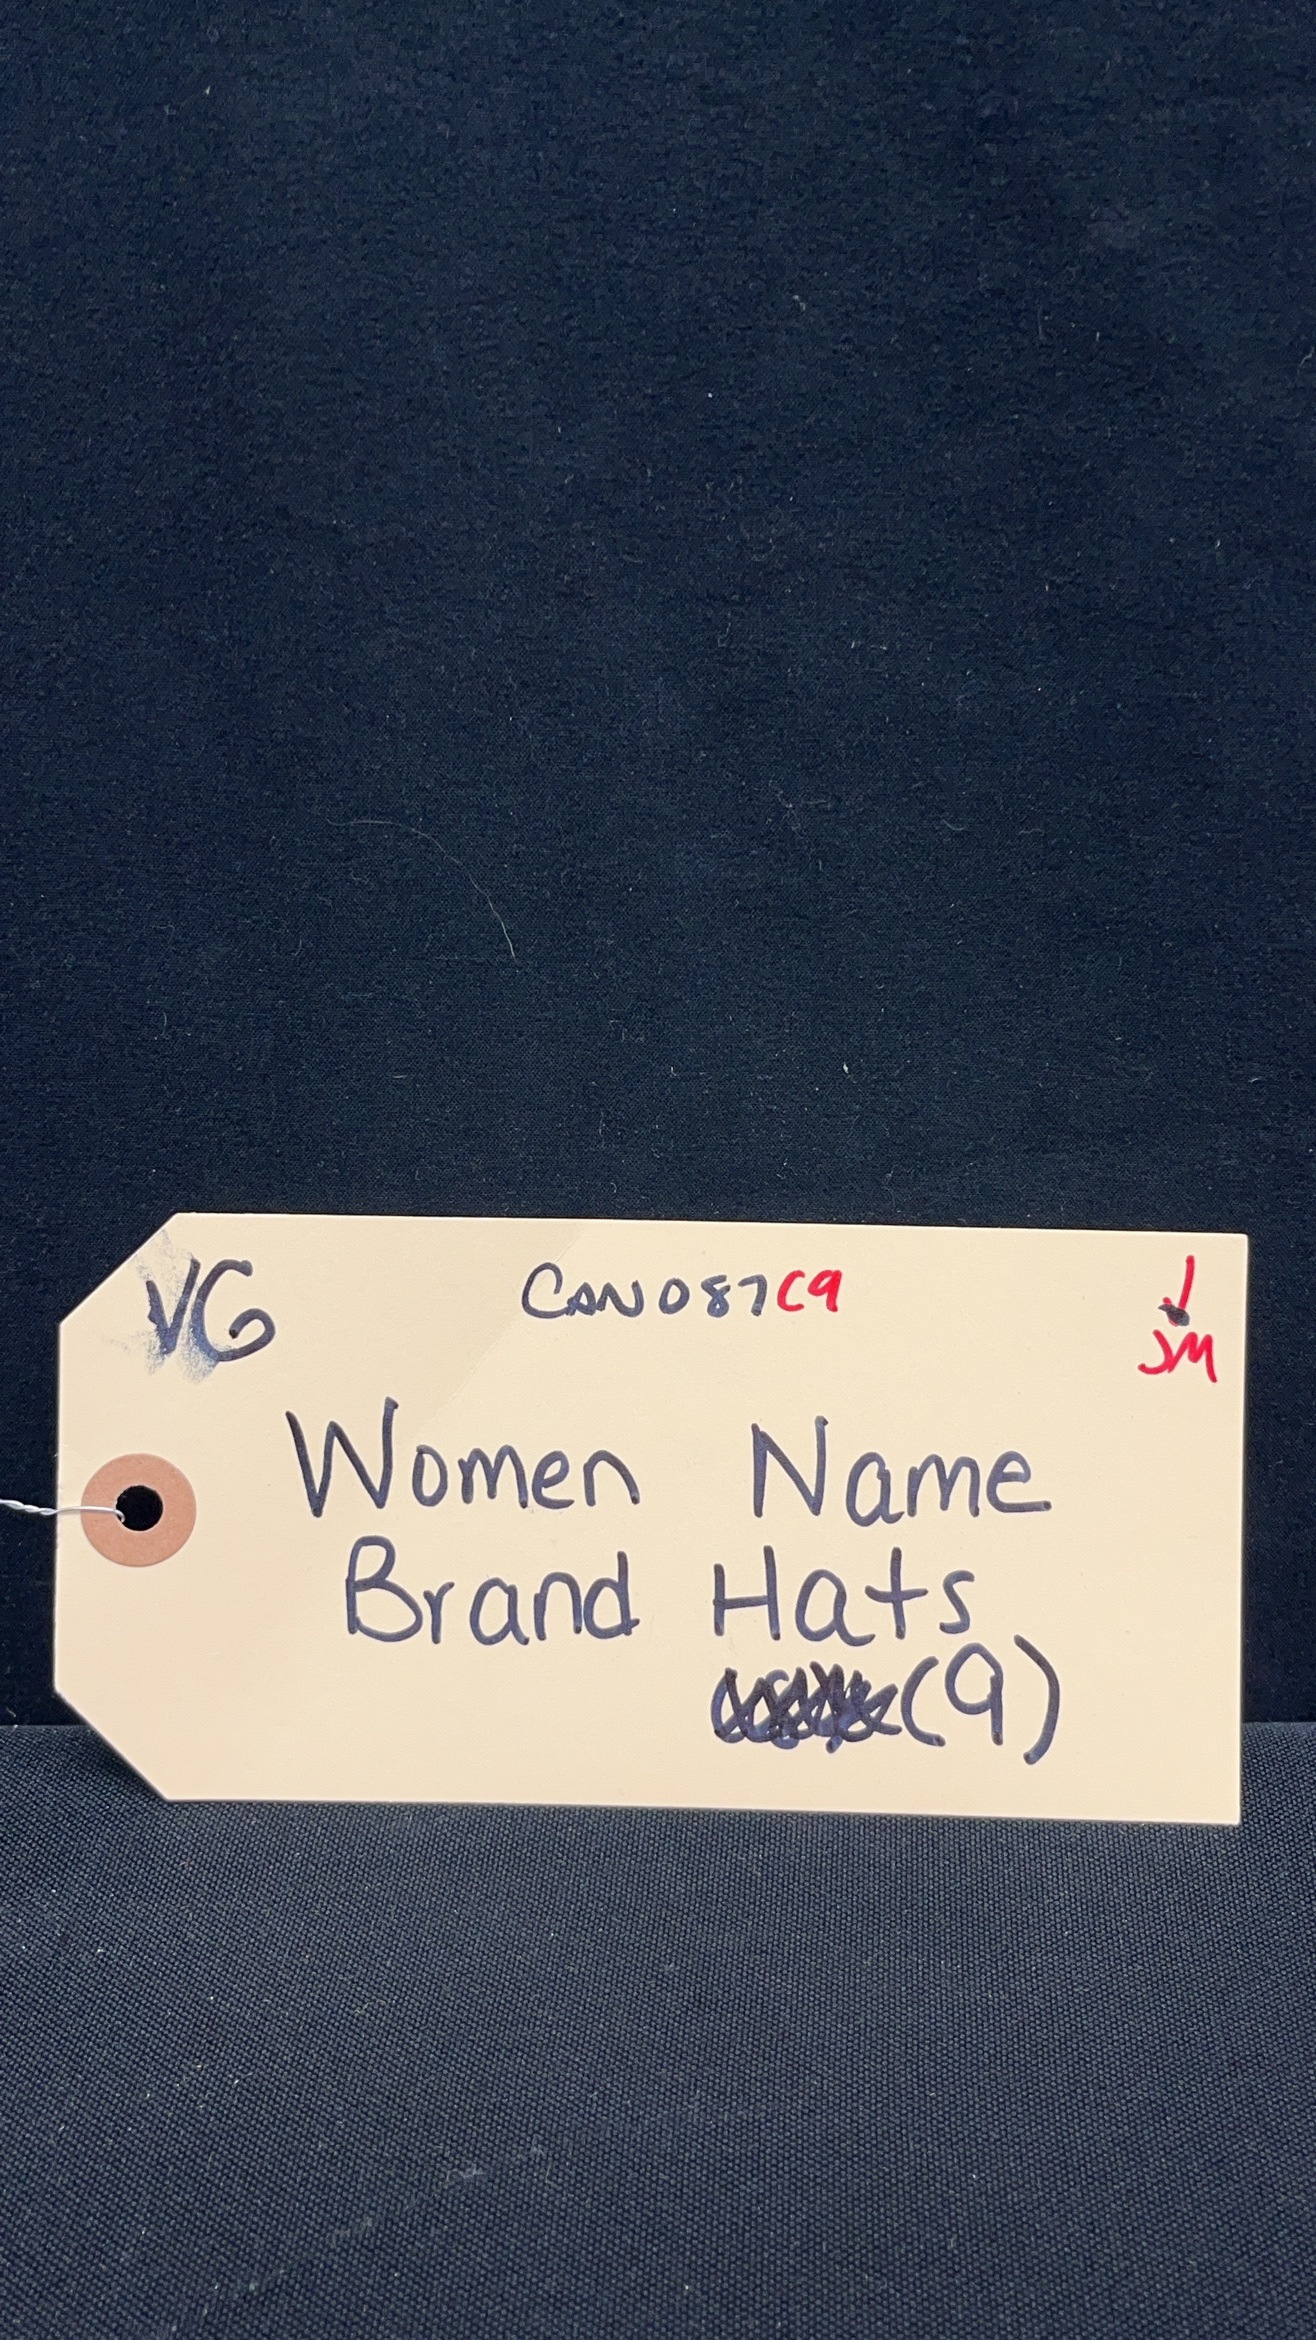 VG CAN087C9
JM
Women Name
Brand Hats
(9)